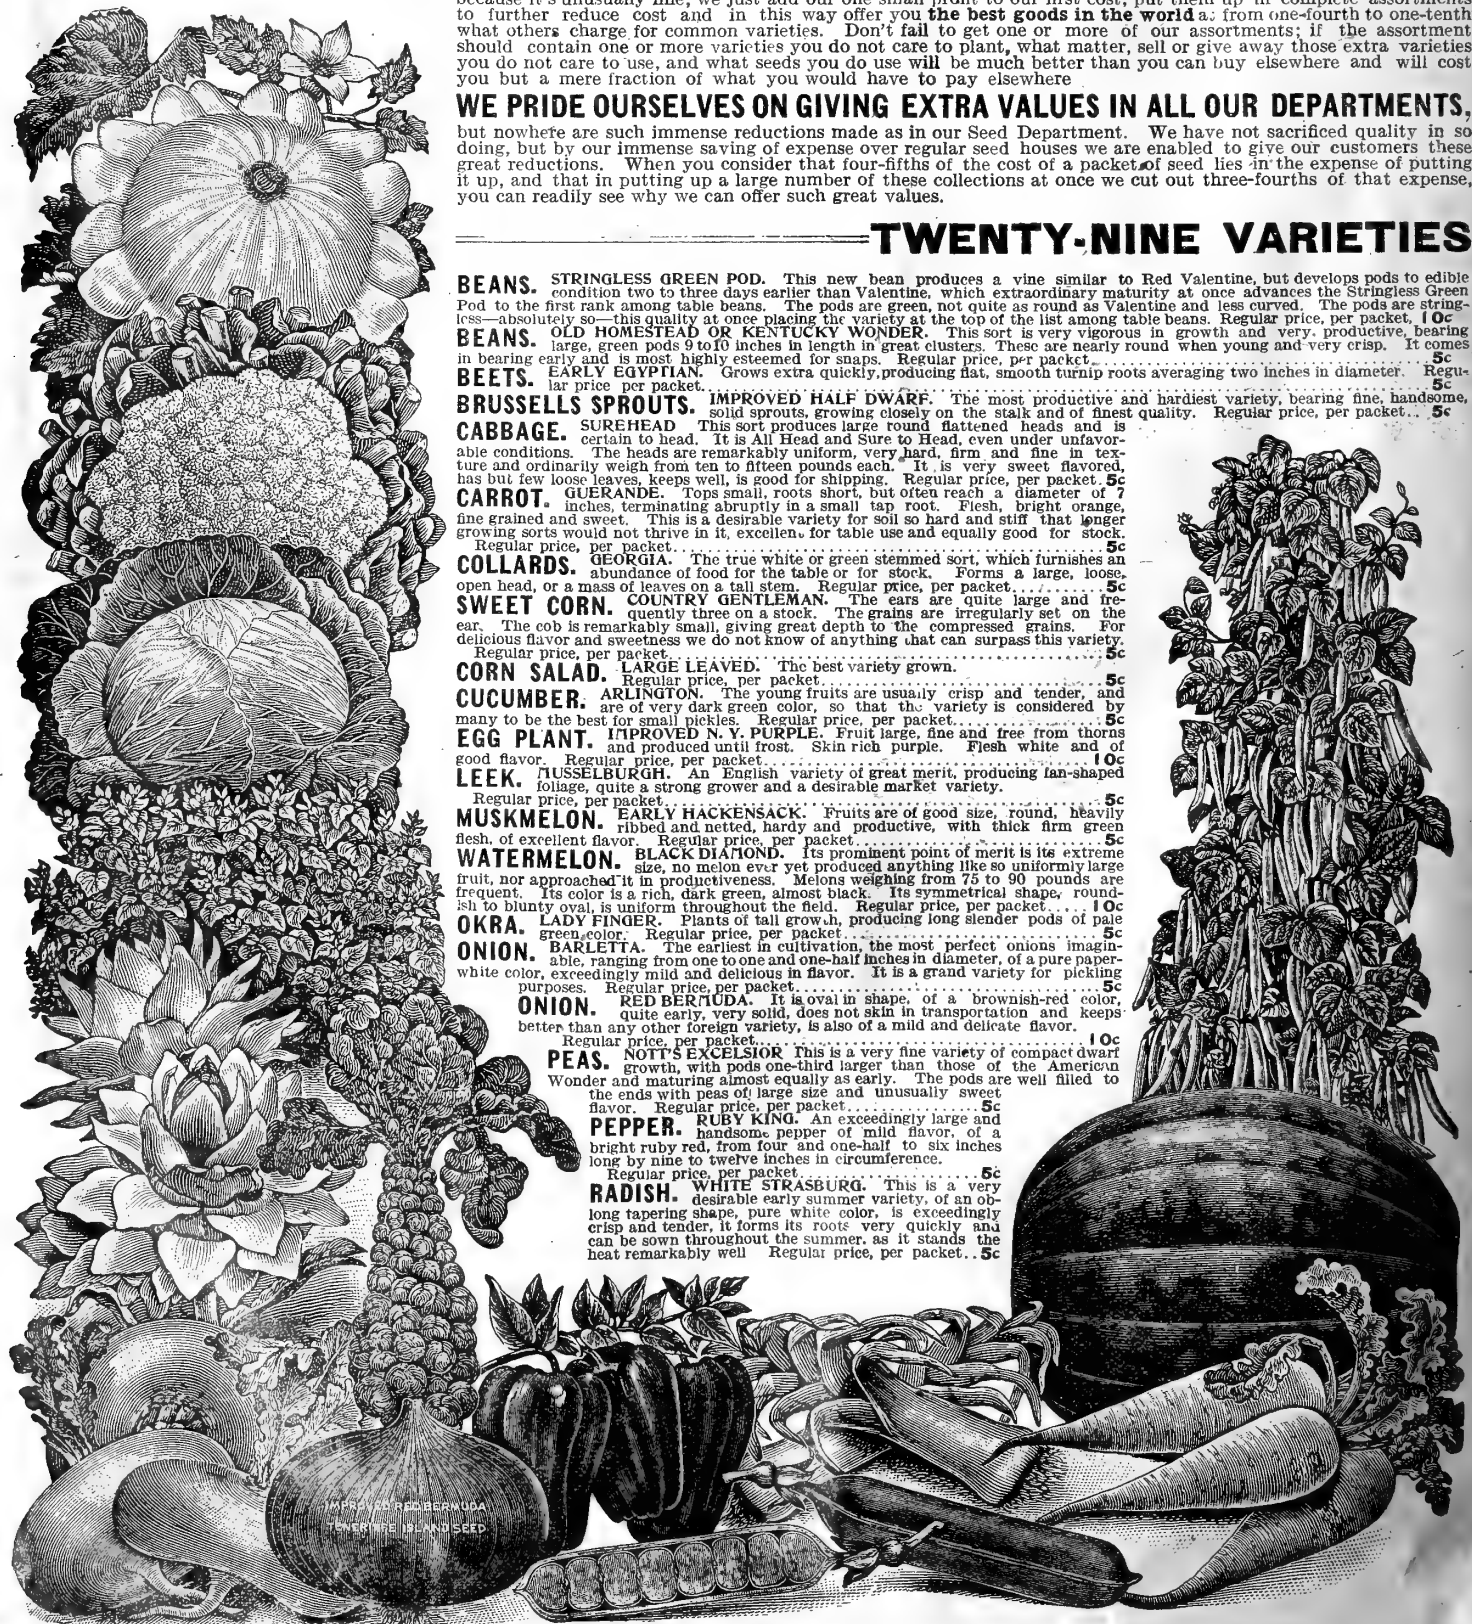 to further reduce cost and in this way offer you the best goods in the world a: from one-fourth to one-tenth
what others charge for common varieties. Don't fail to get one or more of our assortments; if the assortment
should contain one or more varieties you do not care to plant, what matter, sell or give away those extra varieties
you do not care to use, and what seeds you do use will be much better than you can buy elsewhere and will cost
you but a mere fraction of what you would have to pay elsewhere
WE PRIDE OURSELVES ON GIVING EXTRA VALUES IN ALL OUR DEPARTMENTS,
but nowhere are such immense reductions made as in our Seed Department. We have not sacrificed quality in so
doing, but by our immense saving of expense over regular seed houses we are enabled to give our customers these
great reductions. When you consider that four-fifths of the cost of a packet of seed lies in the expense of putting
it up, and that in putting up a large number of these collections at once we cut out three-fourths of that expense,
you can readily see why we can offer such great values.
TWENTY-NINE VARIETIES
BEANS. STRINGLESS GREEN POD. This new bean produces a vine similar to Red Valentine, but develops pods to edible
condition two to three days earlier than Valentine, which extraordinary maturity at once advances the Stringless Green
Pod to the first rank among table beans. The pods are green, not quite as round as Valentine and less curved. The pods are string-
less—absolutely so—this quality at once placing the variety at the top of the list among table beans. Regular price, per packet, 10c
BEANS. OLD HOMESTEAD OR KENTUCKY WONDER. This sort is very vigorous in growth and very productive, bearing
large, green pods 9 to 10 inches in length in great clusters. These are nearly round when young and very crisp. It comes
in bearing early and is most highly esteemed for snaps. Regular price, per packet.....5c
BEETS. EARLY EGYPTIAN. Grows extra quickly, producing flat, smooth turnip roots averaging two inches in diameter. Regu-
lar price per packet.....5c
BRUSSELLS SPROUTS. IMPROVED HALF DWARF. The most productive and hardiest variety, bearing fine, handsome,
solid sprouts, growing closely on the stalk and of finest quality. Regular price, per packet.. 5c
CABBAGE. SUREHEAD This sort produces large round flattened heads and is
certain to head. It is All Head and Sure to Head, even under unfavor-
able conditions. The heads are remarkably uniform, very hard, firm and fine in tex-
ture and ordinarily weigh from ten to fifteen pounds each. It is very sweet flavored,
has but few loose leaves, keeps well, is good for shipping. Regular price, per packet. 5c
CARROT. GUERANDE. Tops small, roots short, but often reach a diameter of 7
inches, terminating abruptly in a small tap root. Flesh, bright orange,
fine grained and sweet. This is a desirable variety for soil so hard and stiff that longer
growing sorts would not thrive in it, excellent for table use and equally good for stock.
Regular price, per packet.....5c
COLLARDS. GEORGIA. The true white or green stemmed sort, which furnishes an
abundance of food for the table or for stock. Forms a large, loose,
open head, or a mass of leaves on a tall stem. Regular price, per packet.....5c
SWEET CORN. COUNTRY GENTLEMAN. The ears are quite large and fre-
quently three on a stock. The grains are irregularly set on the
ear. The cob is remarkably small, giving great depth to the compressed grains. For
delicious flavor and sweetness we do not know of anything that can surpass this variety.
Regular price, per packet.....5c
CORN SALAD. LARGE LEAVED. The best variety grown.
Regular price, per packet.....5c
CUCUMBER. ARLINGTON. The young fruits are usually crisp and tender, and
are of very dark green color, so that the variety is considered by
many to be the best for small pickles. Regular price, per packet.....5c
EGG PLANT. IMPROVED N. Y. PURPLE. Fruit large, fine and free from thorns
and produced until frost. Skin rich purple. Flesh white and of
good flavor. Regular price, per packet.....10c
LEEK. MUSSELBURGH. An English variety of great merit, producing fan-shaped
foliage, quite a strong grower and a desirable market variety.
Regular price, per packet.....5c
MUSKMELON. EARLY HACKENSACK. Fruits are of good size, round, heavily
ribbed and netted, hardy and productive, with thick firm green
flesh, of excellent flavor. Regular price, per packet.....5c
WATERMELON. BLACK DIAMOND. Its prominent point of merit is its extreme
size, no melon ever yet produced anything like so uniformly large
fruit, nor approached it in productiveness. Melons weighing from 75 to 90 pounds are
frequent. Its color is a rich, dark green, almost black. Its symmetrical shape, round-
ish to blunty oval, is uniform throughout the field. Regular price, per packet.....10c
OKRA. LADY FINGER. Plants of tall growth, producing long slender pods of pale
green color. Regular price, per packet.....5c
ONION. BARLETTA. The earliest in cultivation, the most perfect onions imagin-
able, ranging from one to one and one-half inches in diameter, of a pure paper-
white color, exceedingly mild and delicious in flavor. It is a grand variety for pickling
purposes. Regular price, per packet.....5c
ONION. RED BERMUDA. It is oval in shape, of a brownish-red color,
quite early, very solid, does not skin in transportation and keeps
better than any other foreign variety, is also of a mild and delicate flavor.
Regular price, per packet.....10c
PEAS. NOTT'S EXCELSIOR This is a very fine variety of compact dwarf
growth, with pods one-third larger than those of the American
Wonder and maturing almost equally as early. The pods are well filled to
the ends with peas of large size and unusually sweet
flavor. Regular price, per packet.....5c
PEPPER. RUBY KING. An exceedingly large and
handsome pepper of mild flavor, of a
bright ruby red, from four and one-half to six inches
long by nine to twelve inches in circumference.
Regular price, per packet.....5c
RADISH. WHITE STRASBURG. This is a very
desirable early summer variety, of an ob-
long tapering shape, pure white color, is exceedingly
crisp and tender, it forms its roots very quickly and
can be sown throughout the summer. as it stands the
heat remarkably well Regular price, per packet.. 5c
IMPROVED RED BERMUDA
TENERIFFE ISLAND SEED